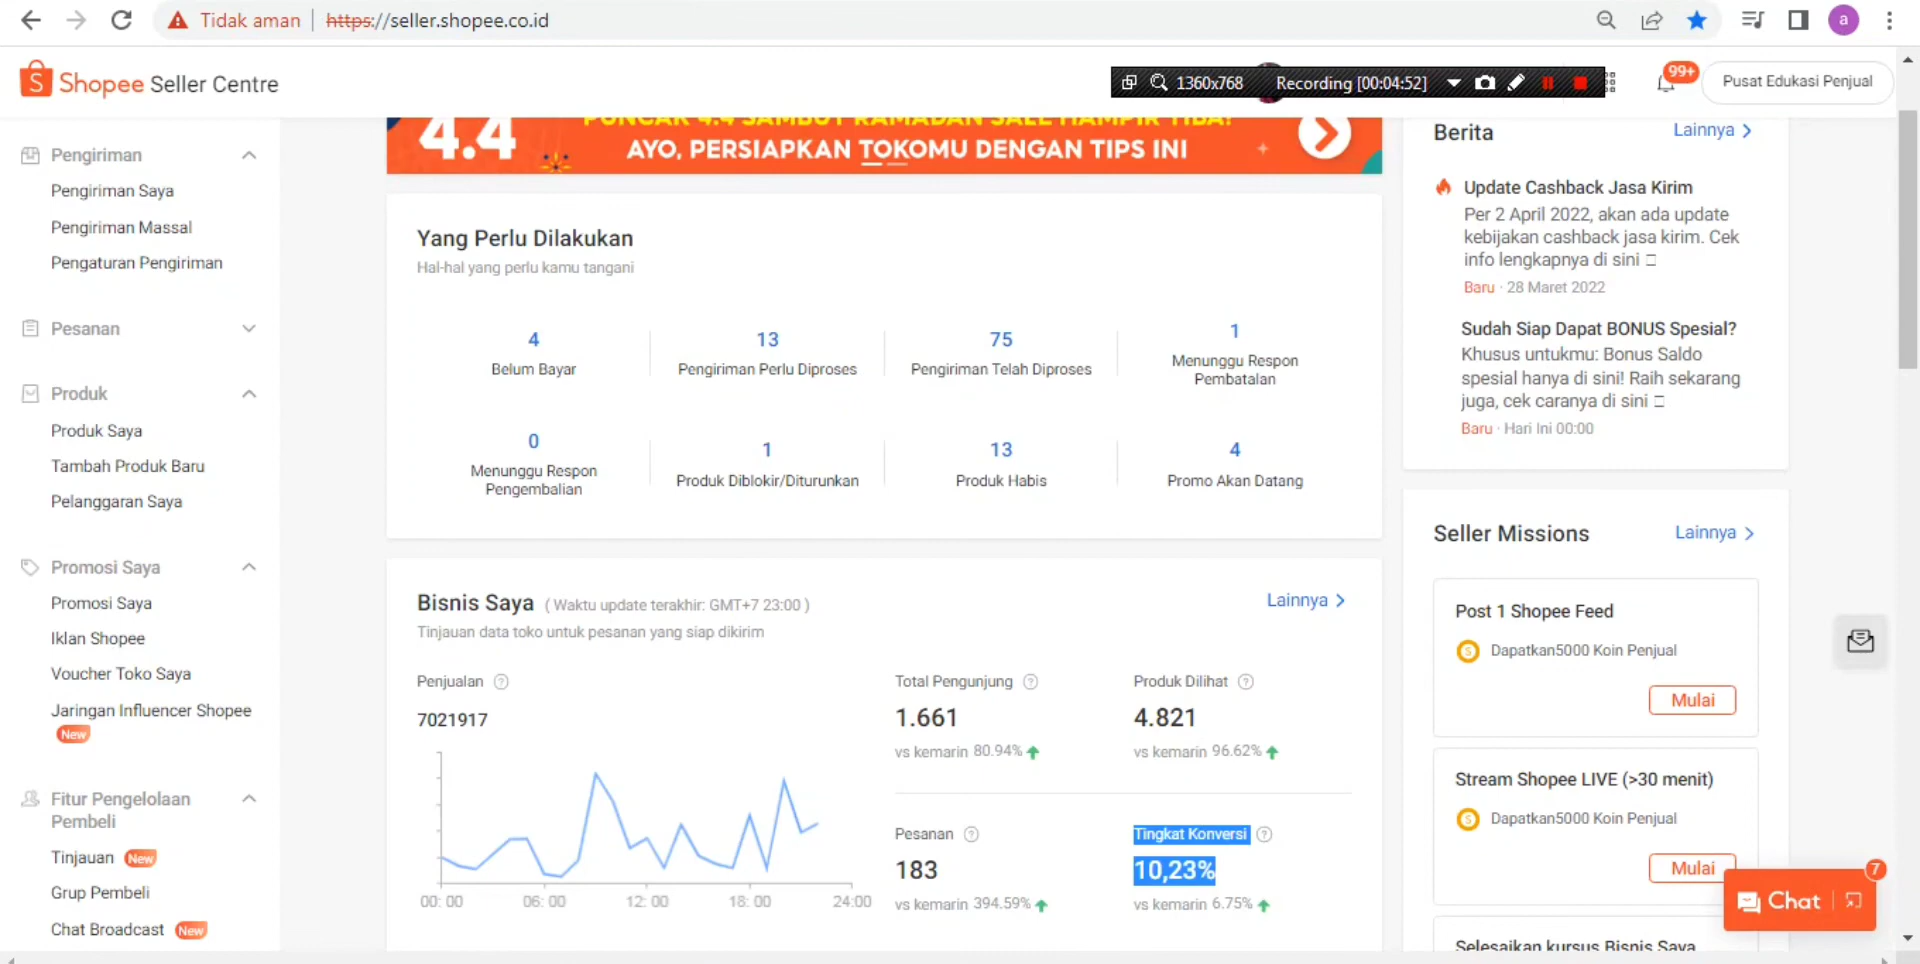 Tidak aman | https://seller.shopee.co.id
a
Shopee Seller Centre
1360x768 Recording [00:04:52]
99+
Pusat Edukasi Penjual
Pengiriman
Pengiriman Saya
Pengiriman Massal
Pengaturan Pengiriman
Pesanan
Produk
Produk Saya
Tambah Produk Baru
Pelanggaran Saya
Promosi Saya
Promosi Saya
Iklan Shopee
Voucher Toko Saya
Jaringan Influencer Shopee
New
Fitur Pengelolaan
Pembeli
Tinjauan New
Grup Pembeli
Chat Broadcast New
4.4 PUNCAK 4.4 SAMBUT RAMADAN SALE HAMPIR TIBA!
AYO, PERSIAPKAN TOKOMU DENGAN TIPS INI
Yang Perlu Dilakukan
Hal-hal yang perlu kamu tangani
4
Belum Bayar
13
Pengiriman Perlu Diproses
75
Pengiriman Telah Diproses
1
Menunggu Respon
Pembatalan
0
Menunggu Respon
Pengembalian
1
Produk Diblokir/Diturunkan
13
Produk Habis
4
Promo Akan Datang
Bisnis Saya ( Waktu update terakhir: GMT+7 23:00 )
Lainnya >
Tinjauan data toko untuk pesanan yang siap dikirim
Penjualan ?
7021917
00:00 06:00 12:00 18:00 24:00
Total Pengunjung ?
1.661
vs kemarin 80.94%
Produk Dilihat ?
4.821
vs kemarin 96.62%
Pesanan ?
183
vs kemarin 394.59%
Tingkat Konversi ?
10,23%
vs kemarin 6.75%
Berita
Lainnya >
Update Cashback Jasa Kirim
Per 2 April 2022, akan ada update
kebijakan cashback jasa kirim. Cek
info lengkapnya di sini
Baru · 28 Maret 2022
Sudah Siap Dapat BONUS Spesial?
Khusus untukmu: Bonus Saldo
spesial hanya di sini! Raih sekarang
juga, cek caranya di sini
Baru · Hari Ini 00:00
Seller Missions
Lainnya >
Post 1 Shopee Feed
Dapatkan5000 Koin Penjual
Mulai
Stream Shopee LIVE (>30 menit)
Dapatkan5000 Koin Penjual
Mulai
Selesaikan kursus Bisnis Saya
7
Chat